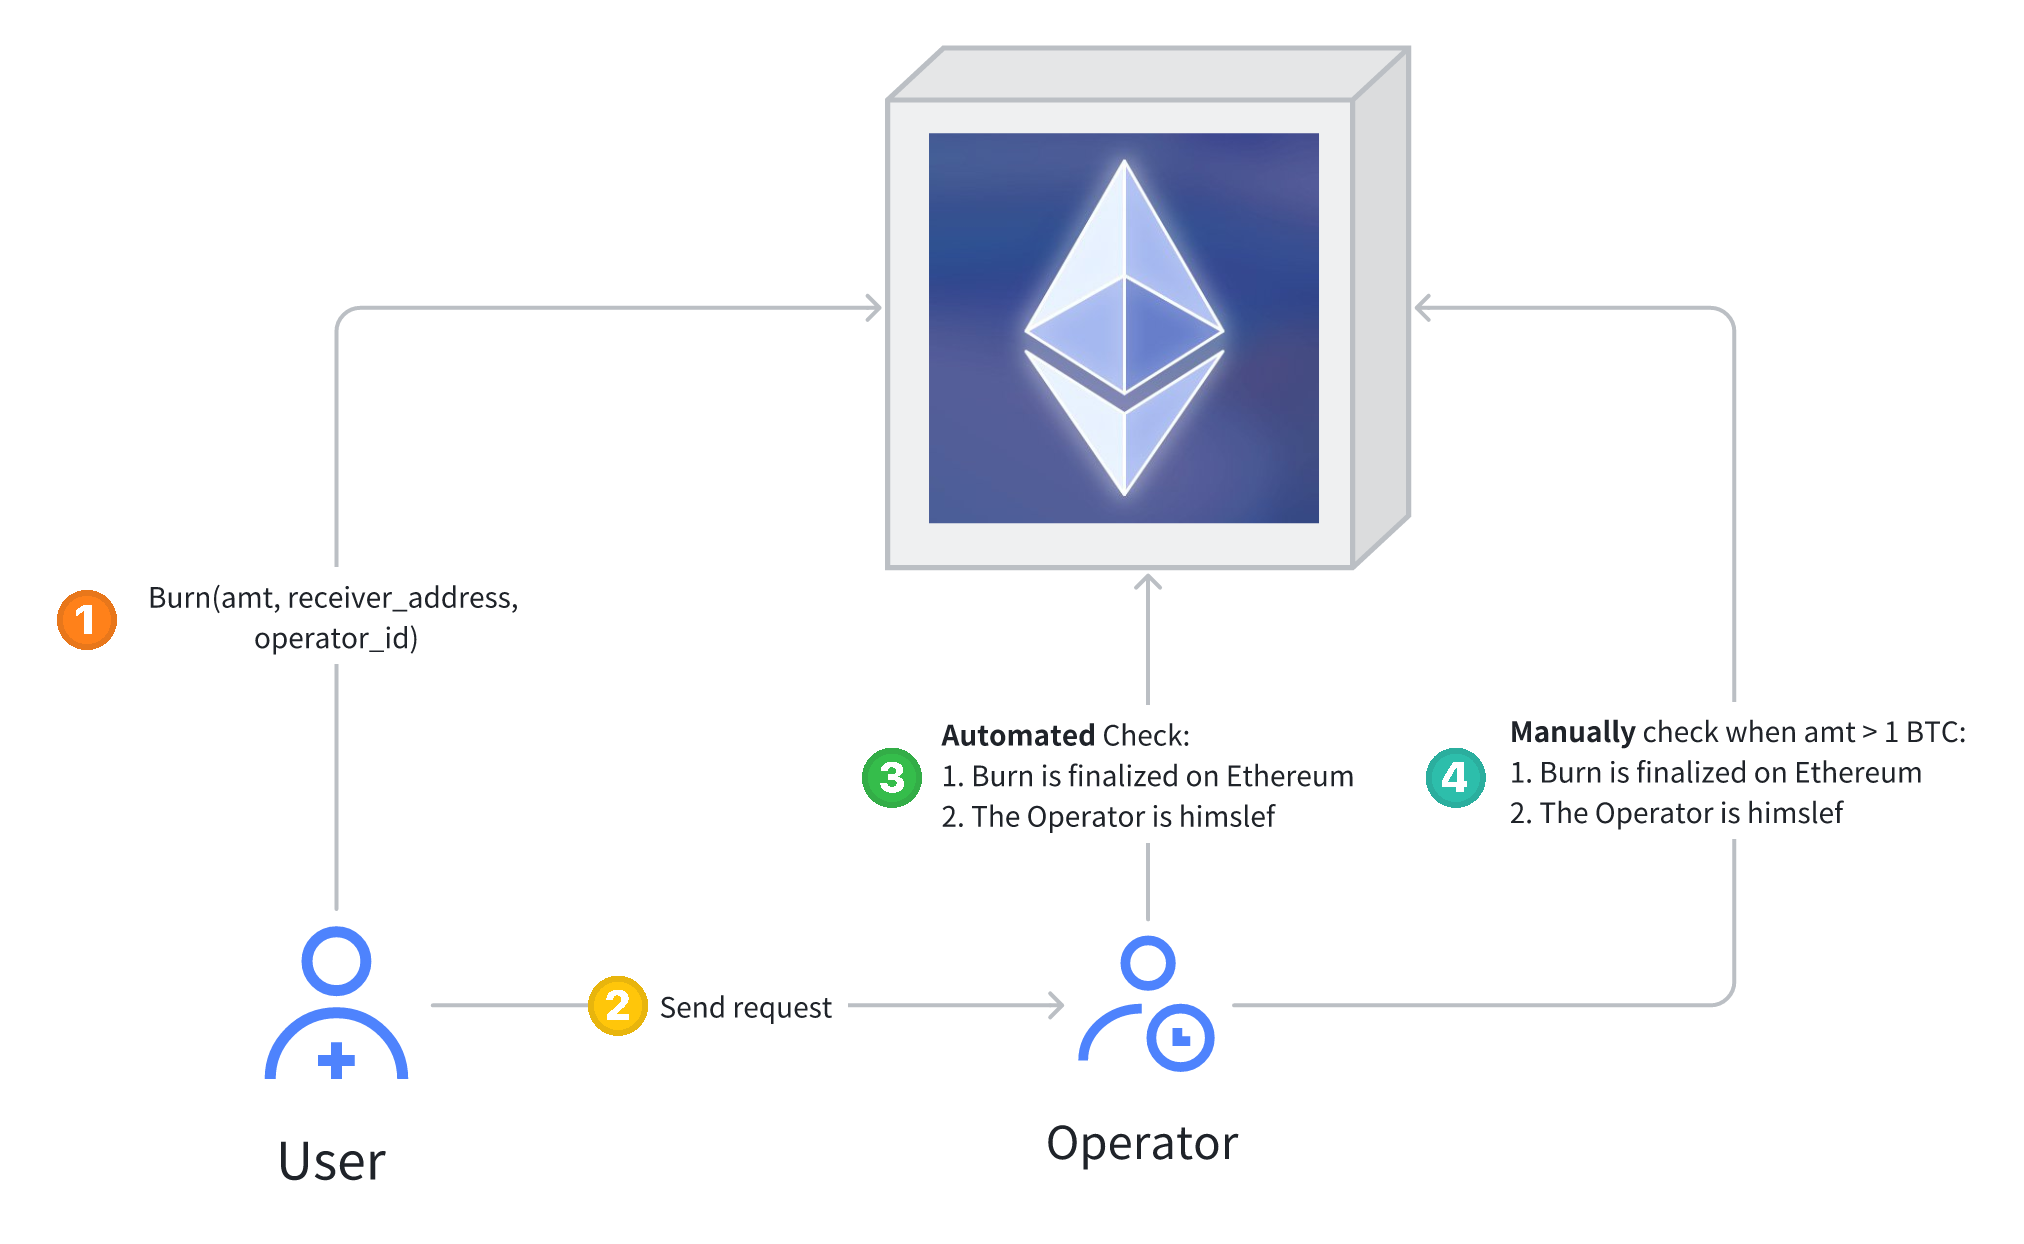 1
Burn(amt, receiver_address,
operator_id)
3
Automated Check:
1. Burn is finalized on Ethereum
2. The Operator is himslef
4
Manually check when amt > 1 BTC:
1. Burn is finalized on Ethereum
2. The Operator is himslef
2
Send request
User
Operator